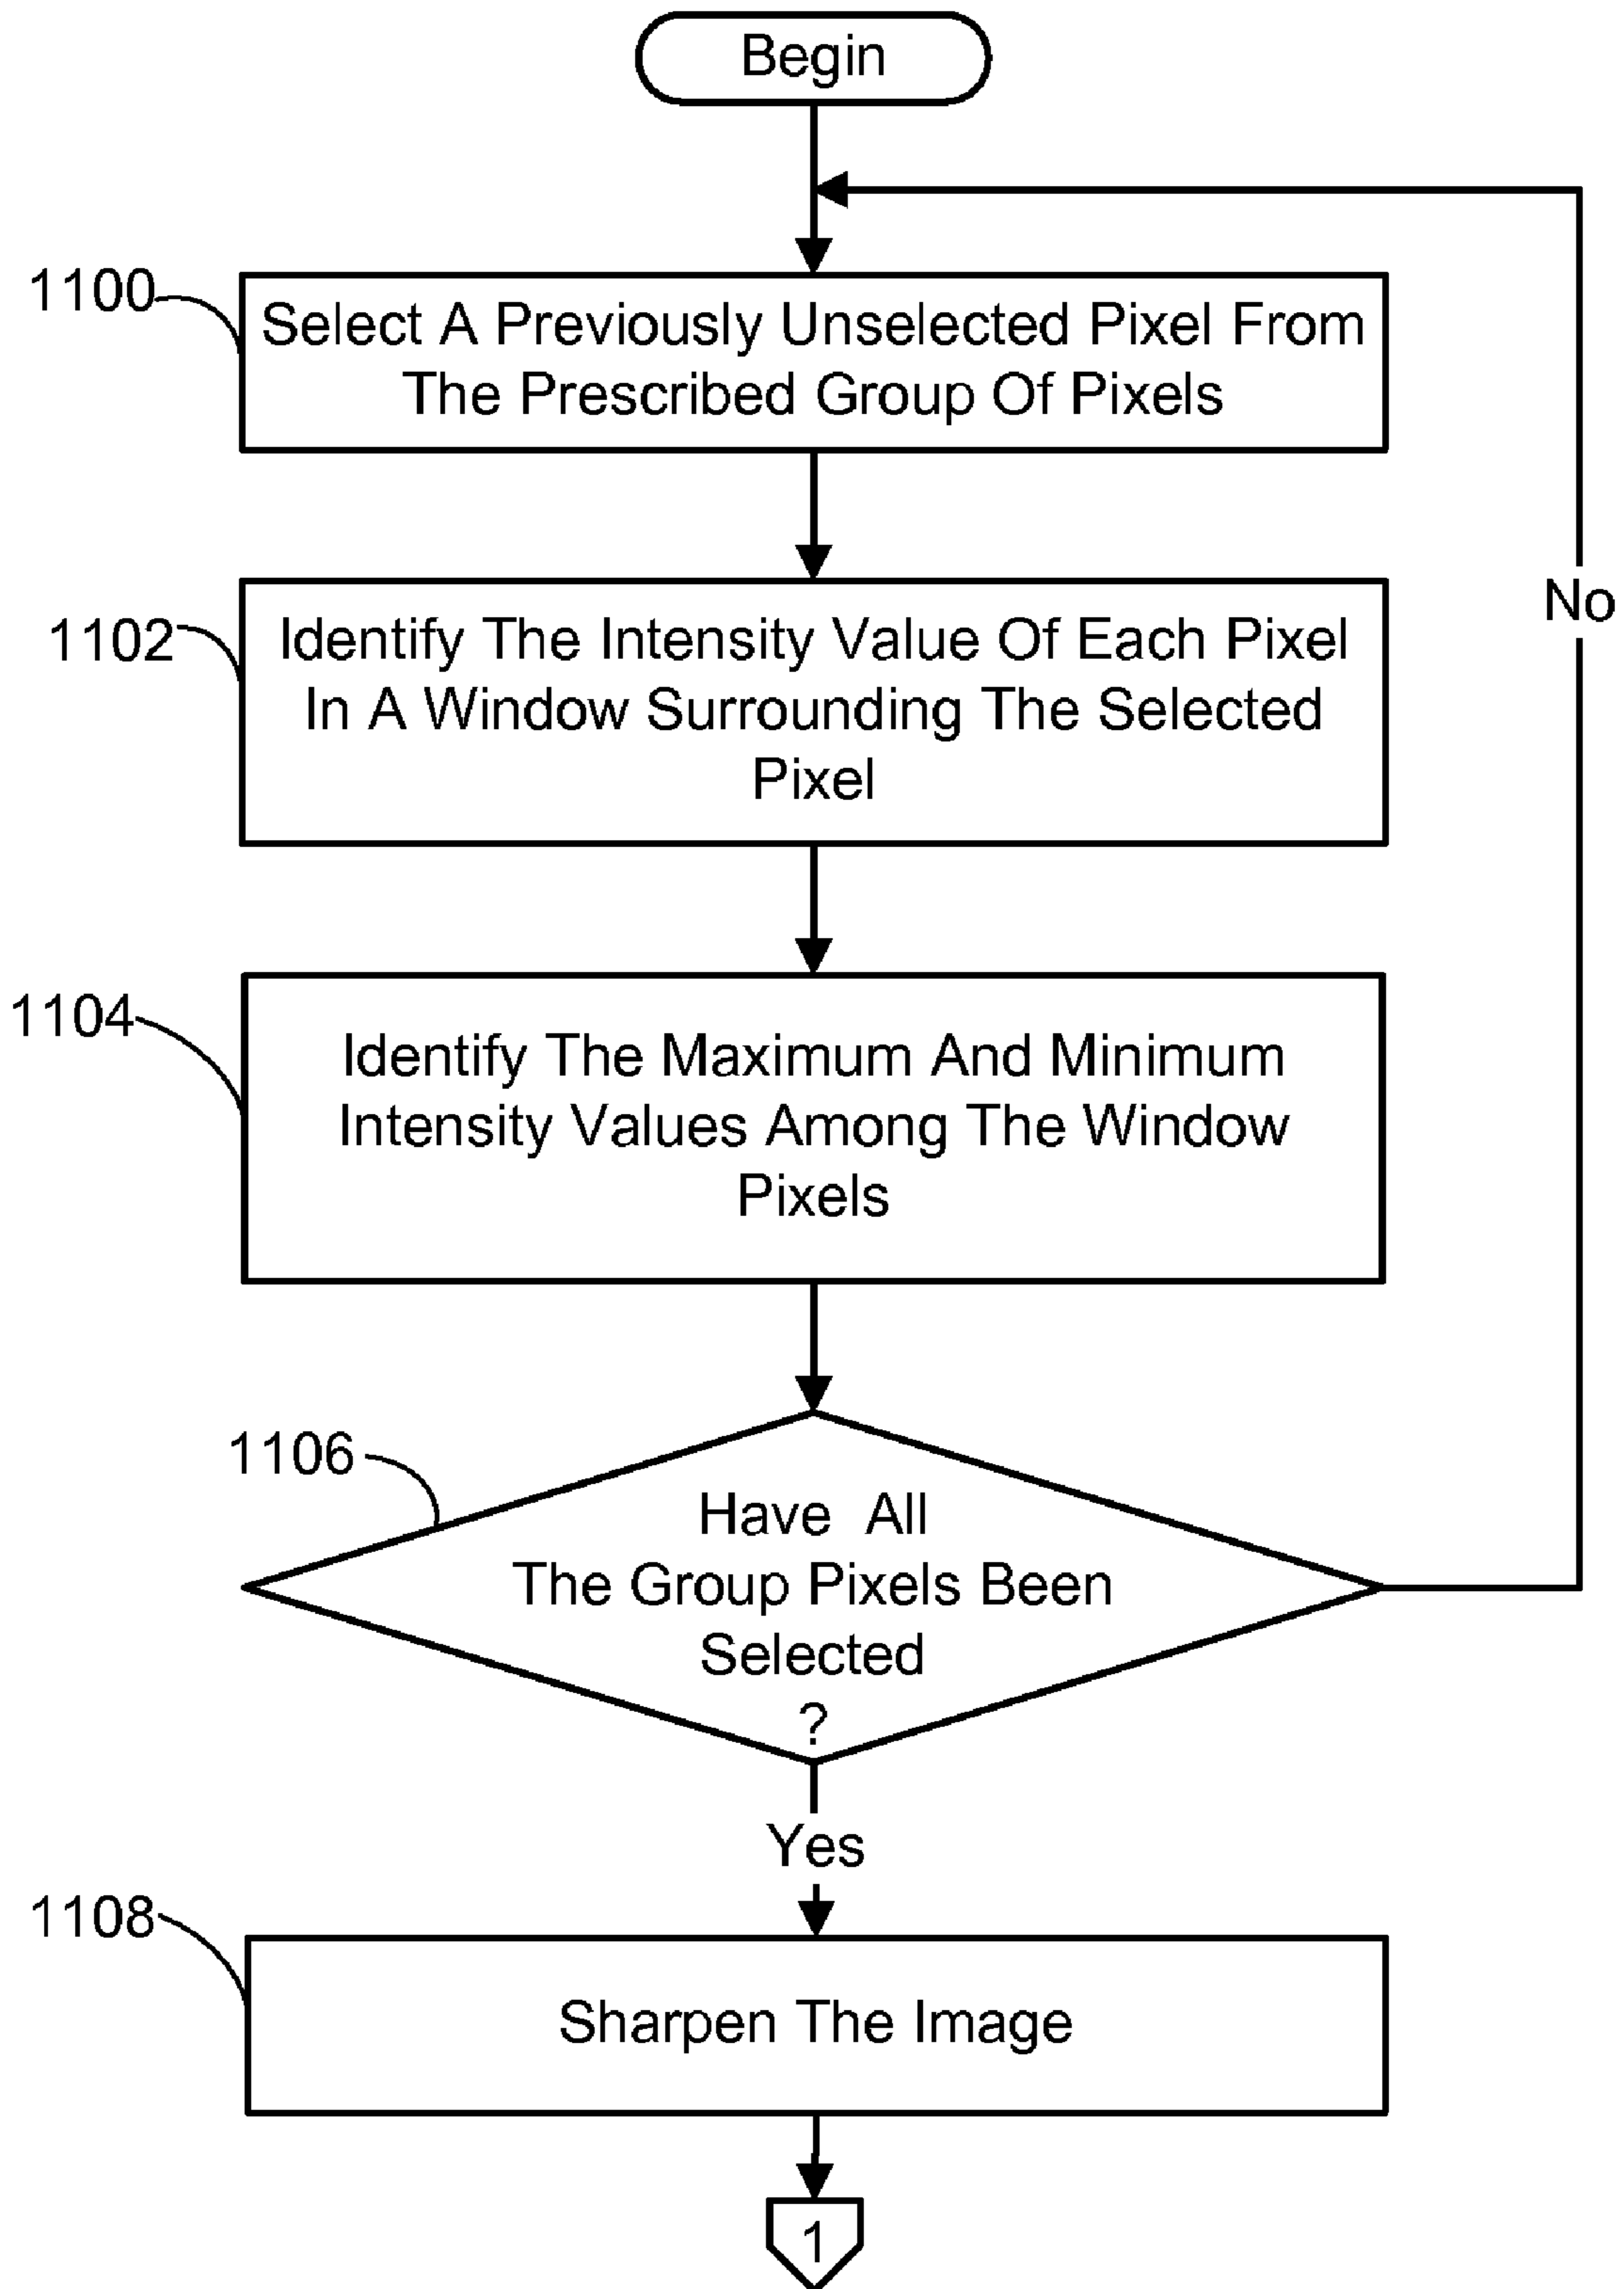 Begin
1100
Select A Previously Unselected Pixel From
The Prescribed Group Of Pixels
No
1102
Identify The Intensity Value Of Each Pixel
In A Window Surrounding The Selected
Pixel
1104
Identify The Maximum And Minimum
Intensity Values Among The Window
Pixels
1106
Have All
The Group Pixels Been
Selected
?
Yes
1108
Sharpen The Image
1